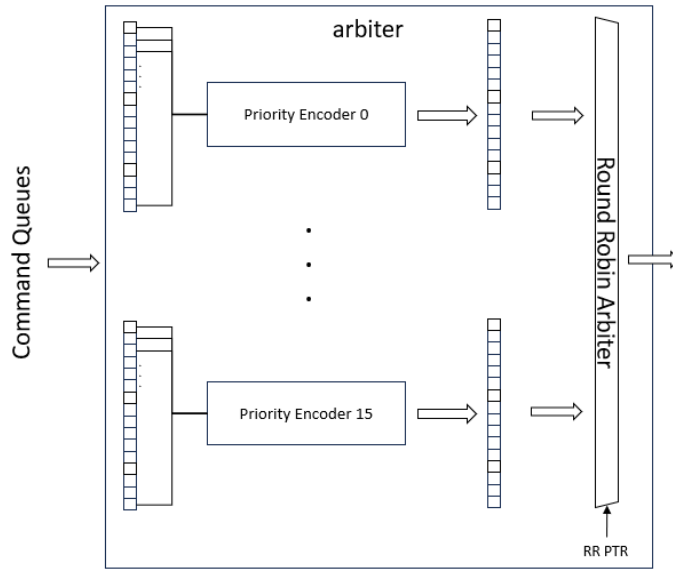 arbiter
Priority Encoder 0
Command Queues
Round Robin Arbiter
Priority Encoder 15
RR PTR